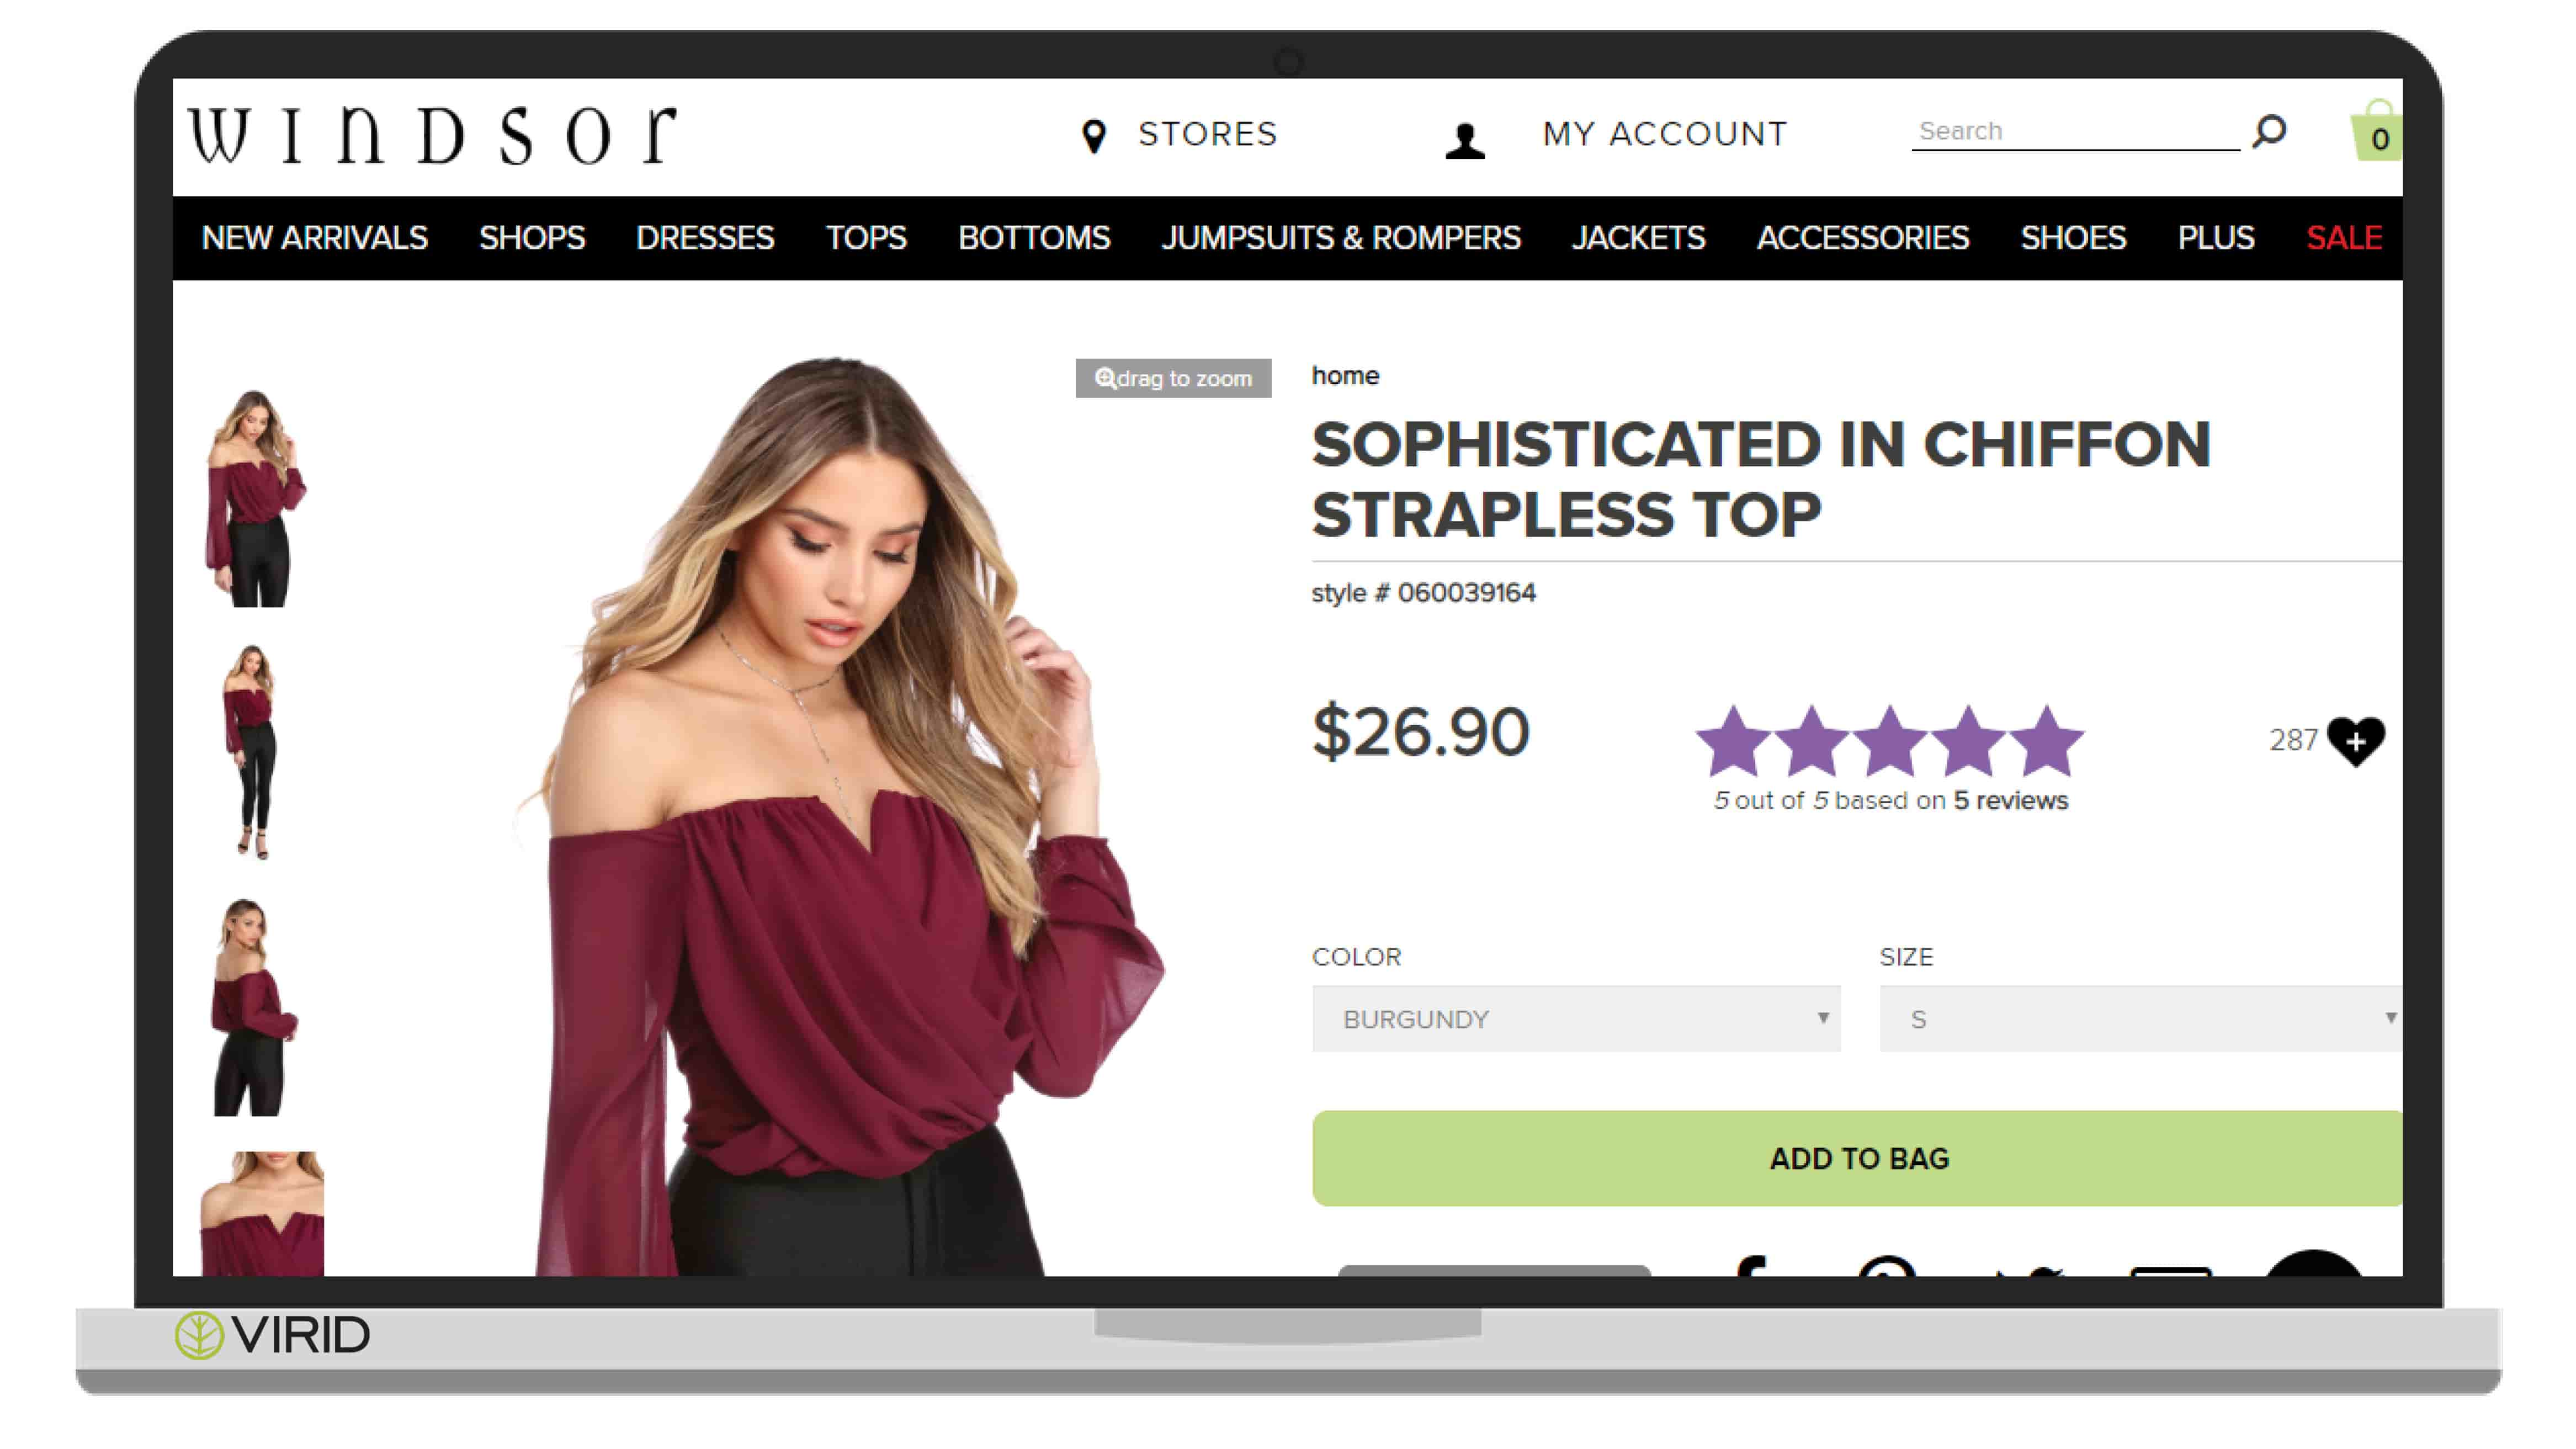 WINDSOR
STORES
MY ACCOUNT
Search
0
NEW ARRIVALS SHOPS DRESSES TOPS BOTTOMS JUMPSUITS & ROMPERS JACKETS ACCESSORIES SHOES PLUS SALE
drag to zoom
home
SOPHISTICATED IN CHIFFON
STRAPLESS TOP
style # 060039164
$26.90
287
5 out of 5 based on 5 reviews
COLOR
SIZE
BURGUNDY
S
ADD TO BAG
VIRID